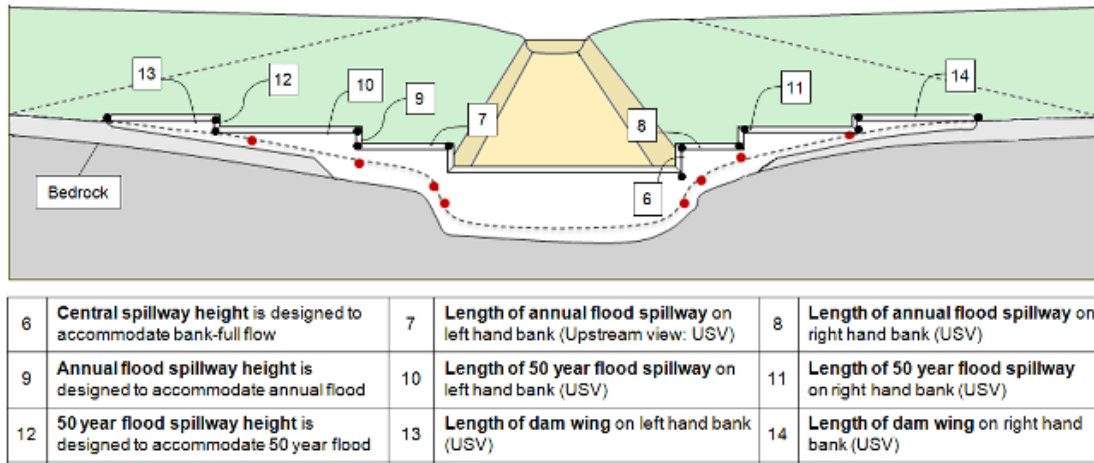 13
12
10
9
7
8
11
14
6
Bedrock
6
Central spillway height is designed to
accommodate bank-full flow
7
Length of annual flood spillway on
left hand bank (Upstream view: USV)
8
Length of annual flood spillway on
right hand bank (USV)
9
Annual flood spillway height is
designed to accommodate annual flood
10
Length of 50 year flood spillway on
left hand bank (USV)
11
Length of 50 year flood spillway
on right hand bank (USV)
12
50 year flood spillway height is
designed to accommodate 50 year flood
13
Length of dam wing on left hand bank
(USV)
14
Length of dam wing on right hand
bank (USV)